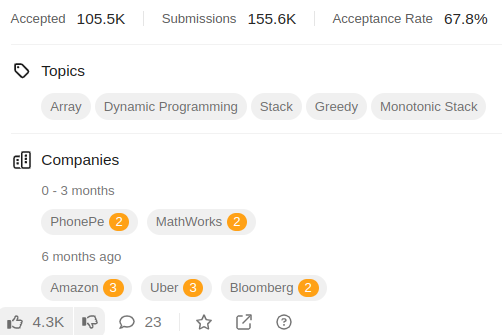 Accepted 105.5K Submissions 155.6K Acceptance Rate 67.8%
Topics
Array Dynamic Programming Stack Greedy Monotonic Stack
Companies
0 - 3 months
PhonePe 2 MathWorks 2
6 months ago
Amazon 3 Uber 3 Bloomberg 2
4.3K 23